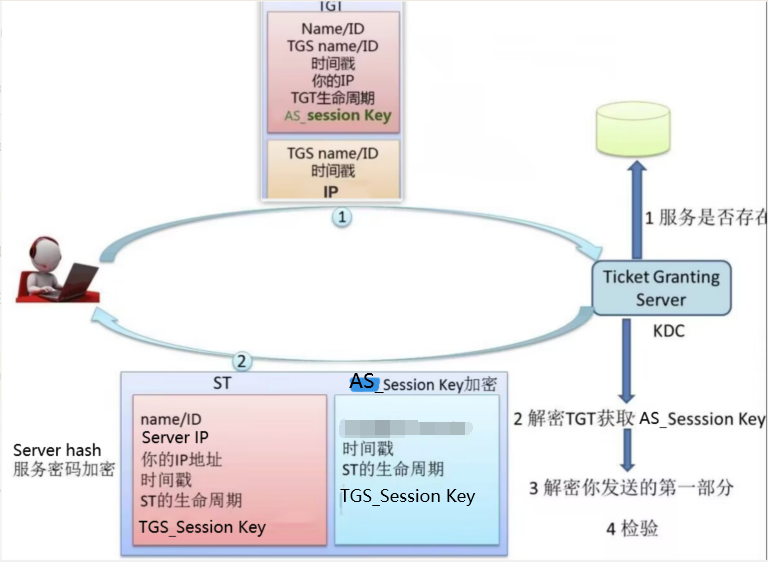 TGT
Name/ID
TGS name/ID
时间戳
你的IP
TGT生命周期
AS_session Key
TGS name/ID
时间戳
IP
1
1 服务是否存在
Ticket Granting
Server
KDC
2
ST
AS_Session Key加密
name/ID
Server IP
你的IP地址
时间戳
ST的生命周期
TGS_Session Key
时间戳
ST的生命周期
TGS_Session Key
Server hash
服务密码加密
2 解密TGT获取 AS_Sesssion Key
3 解密你发送的第一部分
4 检验